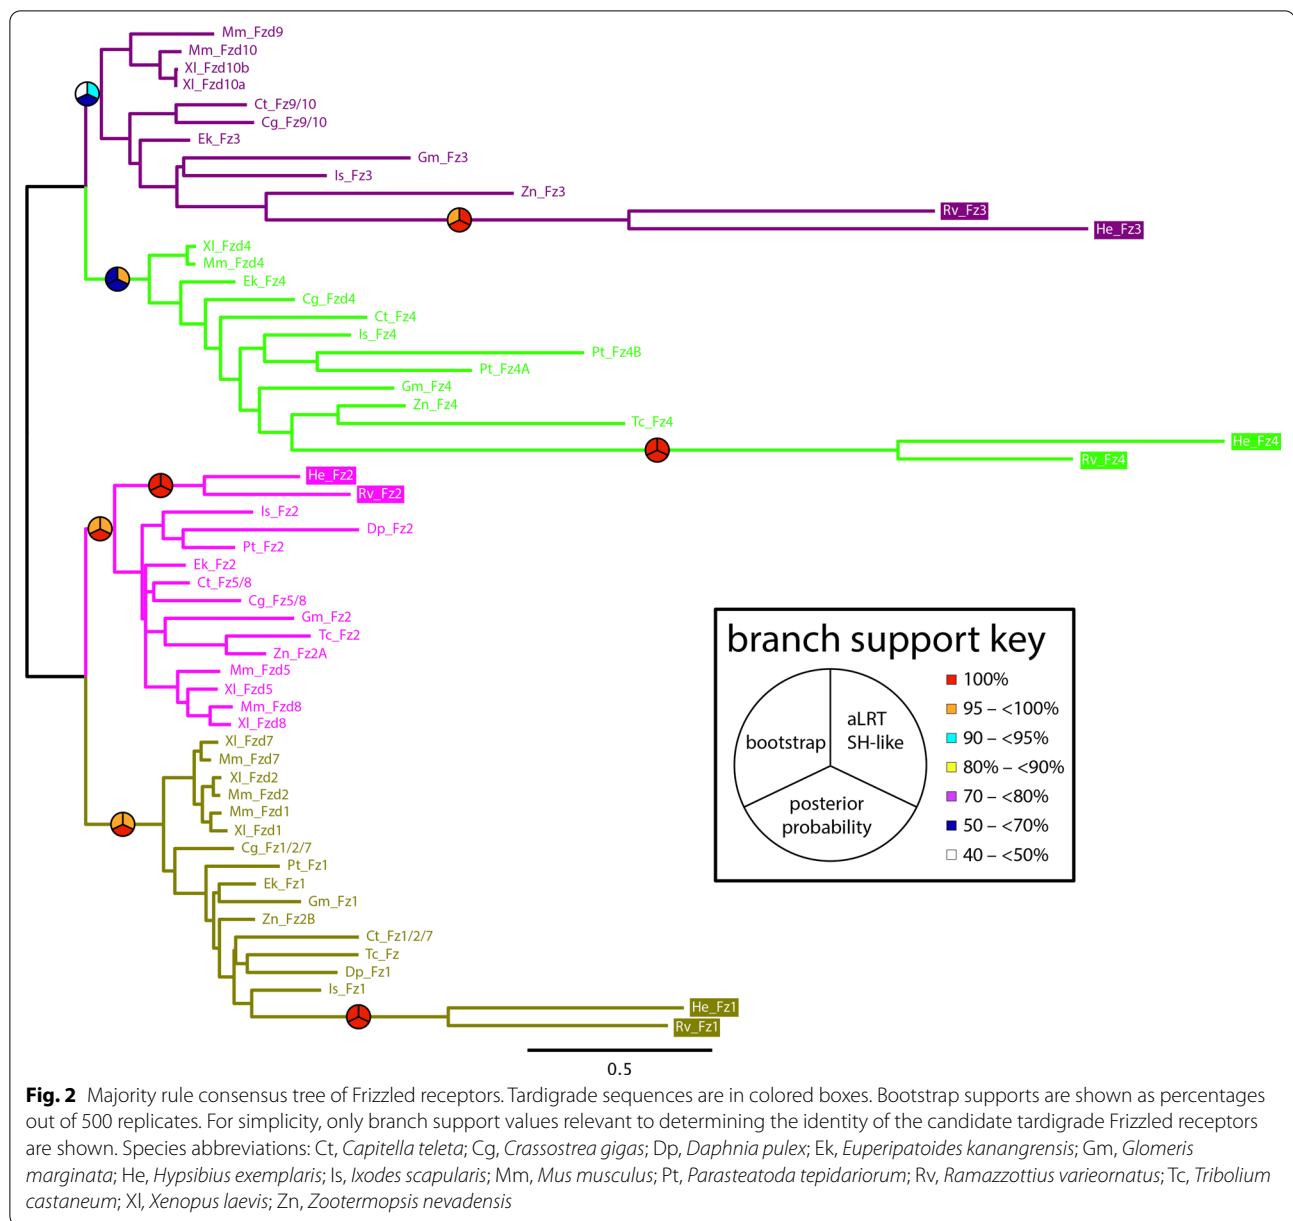 Mm_Fzd9
Mm_Fzd10
Xl_Fzd10b
Xl_Fzd10a
Ct_Fz9/10
Cg_Fz9/10
Ek_Fz3
Gm_Fz3
Is_Fz3
Zn_Fz3
Rv_Fz3
He_Fz3
Xl_Fzd4
Mm_Fzd4
Ek_Fz4
Cg_Fzd4
Ct_Fz4
Is_Fz4
Pt_Fz4B
Pt_Fz4A
Gm_Fz4
Zn_Fz4
Tc_Fz4
He_Fz4
Rv_Fz4
He_Fz2
Rv_Fz2
Is_Fz2
Dp_Fz2
Pt_Fz2
Ek_Fz2
Ct_Fz5/8
Cg_Fz5/8
Gm_Fz2
Tc_Fz2
Zn_Fz2A
Mm_Fzd5
Xl_Fzd5
Mm_Fzd8
Xl_Fzd8
Xl_Fzd7
Mm_Fzd7
Xl_Fzd2
Mm_Fzd2
Mm_Fzd1
Xl_Fzd1
Cg_Fz1/2/7
Pt_Fz1
Ek_Fz1
Gm_Fz1
Zn_Fz2B
Ct_Fz1/2/7
Tc_Fz
Dp_Fz1
Is_Fz1
He_Fz1
Rv_Fz1
0.5
branch support key
bootstrap
aLRT
SH-like
posterior
probability
100%
95 – <100%
90 – <95%
80% – <90%
70 – <80%
50 – <70%
40 – <50%
Fig. 2 Majority rule consensus tree of Frizzled receptors. Tardigrade sequences are in colored boxes. Bootstrap supports are shown as percentages
out of 500 replicates. For simplicity, only branch support values relevant to determining the identity of the candidate tardigrade Frizzled receptors
are shown. Species abbreviations: Ct, Capitella teleta; Cg, Crassostrea gigas; Dp, Daphnia pulex; Ek, Euperipatoides kanangrensis; Gm, Glomeris
marginata; He, Hypsibius exemplaris; Is, Ixodes scapularis; Mm, Mus musculus; Pt, Parasteatoda tepidariorum; Rv, Ramazzottius varieornatus; Tc, Tribolium
castaneum; Xl, Xenopus laevis; Zn, Zootermopsis nevadensis